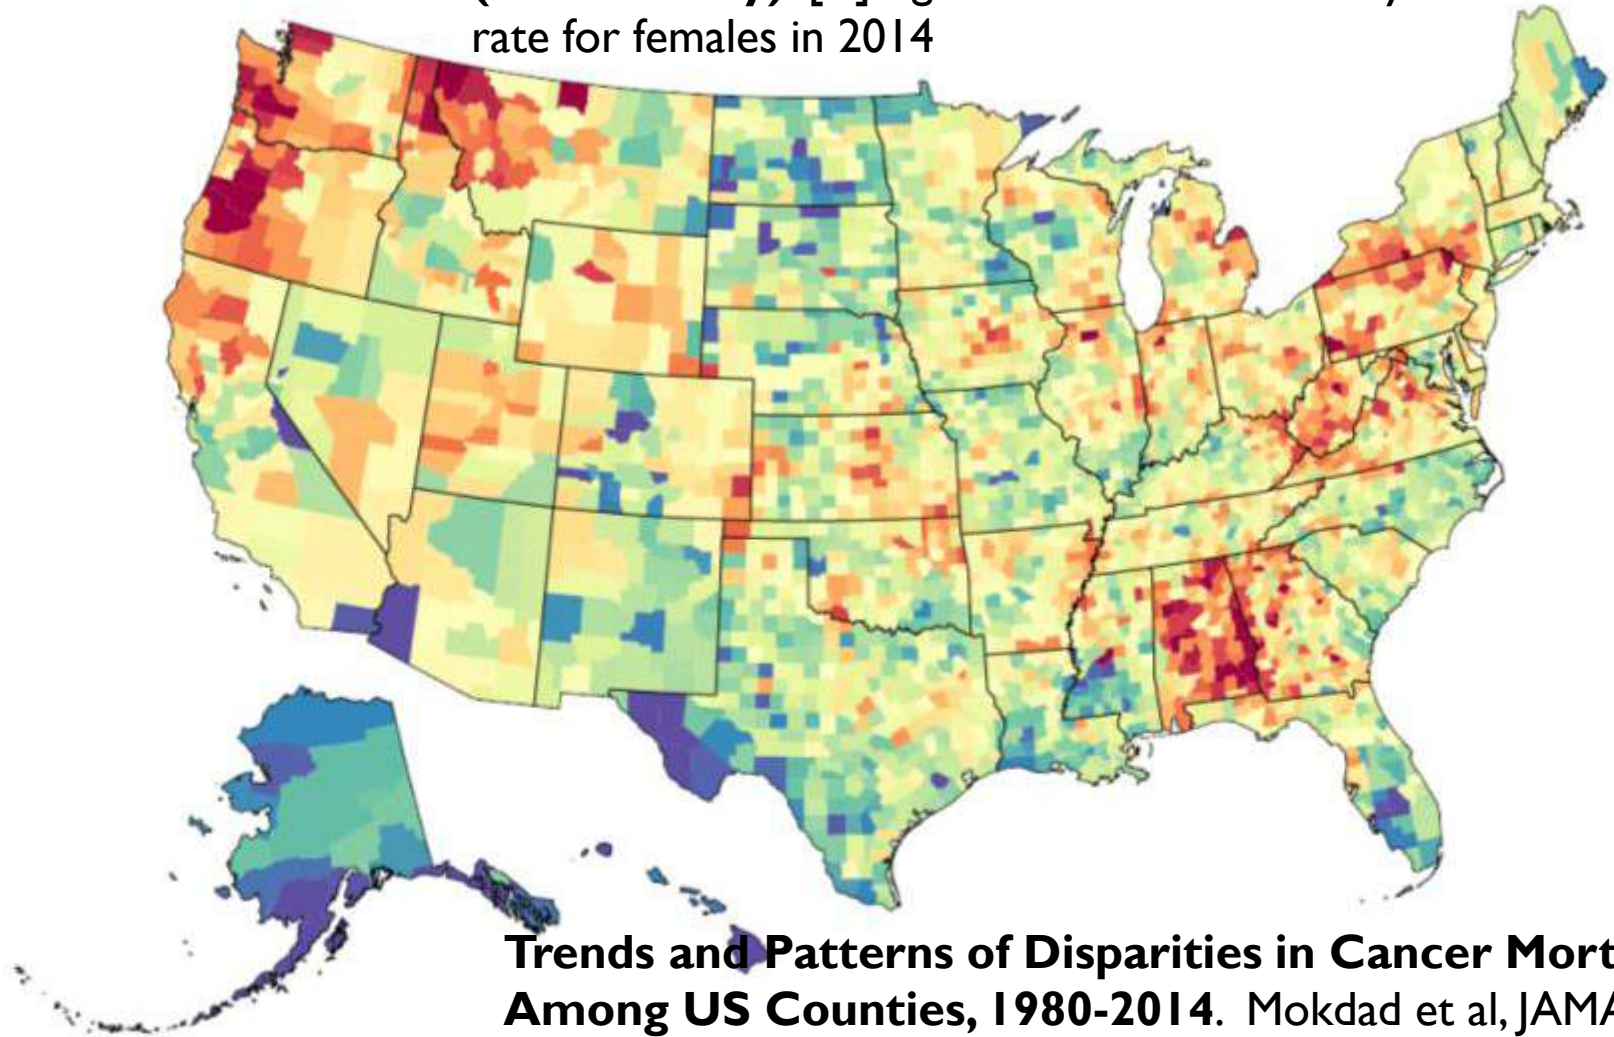 rate for females in 2014
Trends and Patterns of Disparities in Cancer Mort
Among US Counties, 1980-2014. Mokdad et al, JAMA